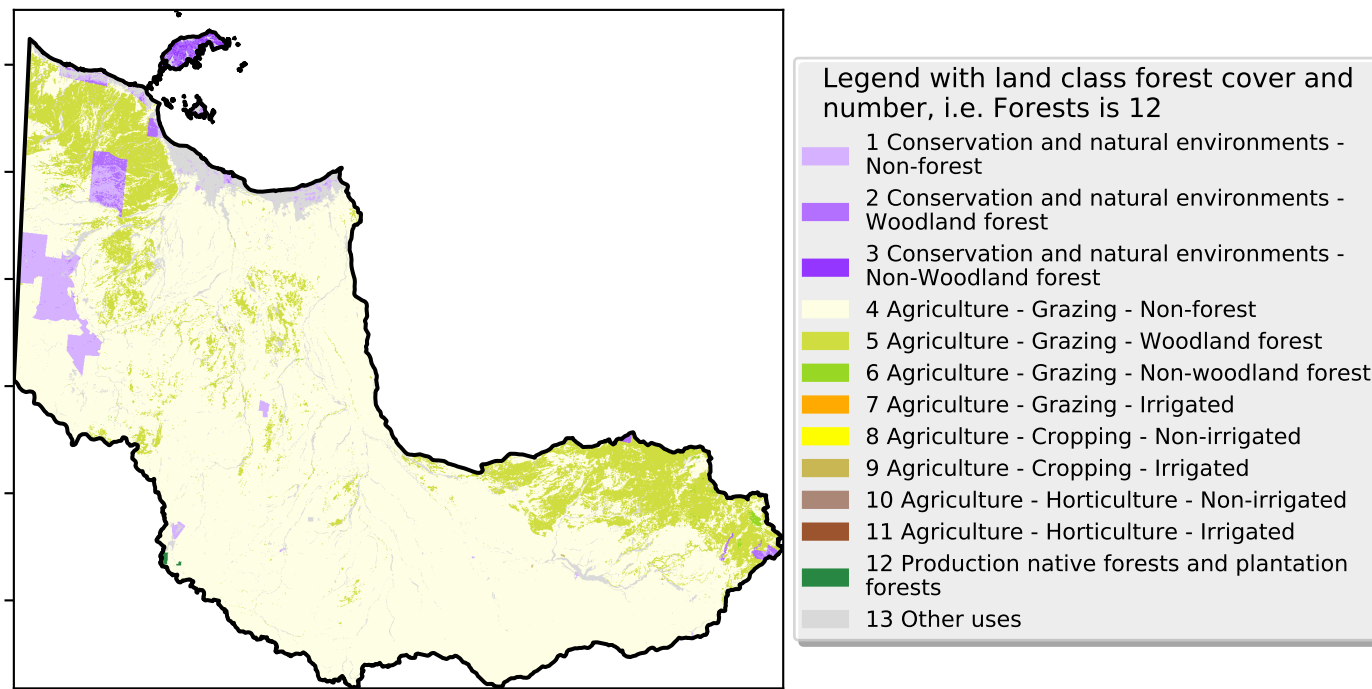 Legend with land class forest cover and
number, i.e. Forests is 12
1 Conservation and natural environments -
Non-forest
2 Conservation and natural environments -
Woodland forest
3 Conservation and natural environments -
Non-Woodland forest
4 Agriculture - Grazing - Non-forest
5 Agriculture - Grazing - Woodland forest
6 Agriculture - Grazing - Non-woodland forest
7 Agriculture - Grazing - Irrigated
8 Agriculture - Cropping - Non-irrigated
9 Agriculture - Cropping - Irrigated
10 Agriculture - Horticulture - Non-irrigated
11 Agriculture - Horticulture - Irrigated
12 Production native forests and plantation
forests
13 Other uses